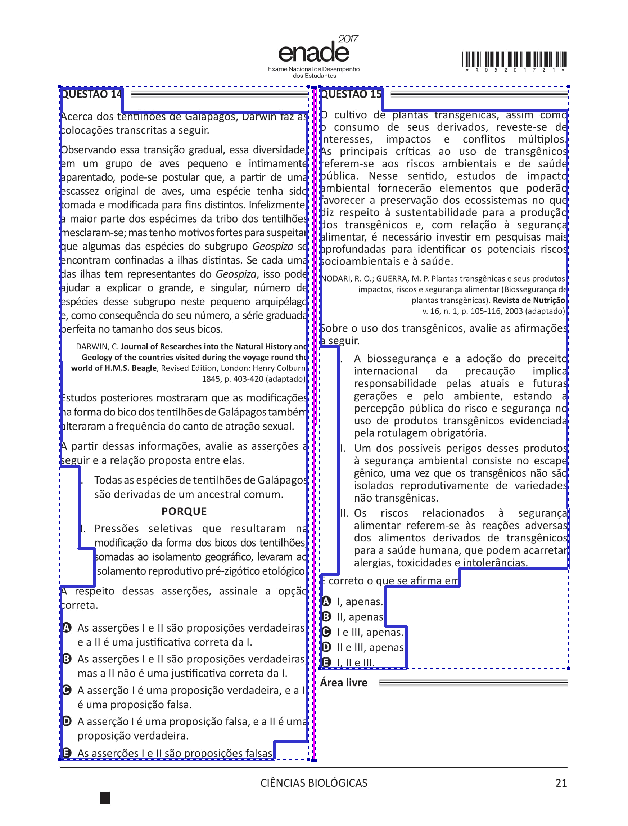 enade 2017
Exame Nacional de Desempenho
dos Estudantes
*R05201721*
QUESTÃO 14
Acerca dos tentilhões de Galápagos, Darwin faz as
colocações transcritas a seguir.
Observando essa transição gradual, essa diversidade
em um grupo de aves pequeno e intimamente
aparentado, pode-se postular que, a partir de uma
escassez original de aves, uma espécie tenha sido
tomada e modificada para fins distintos. Infelizmente,
a maior parte dos espécimes da tribo dos tentilhões
mesclaram-se; mas tenho motivos fortes para suspeitar
que algumas das espécies do subgrupo Geospiza se
encontram confinadas a ilhas distintas. Se cada uma
das ilhas tem representantes do Geospiza, isso pode
ajudar a explicar o grande, e singular, número de
espécies desse subgrupo neste pequeno arquipélago
e, como consequência do seu número, a série graduada
perfeita no tamanho dos seus bicos.
DARWIN, C. Journal of Researches into the Natural History and
Geology of the countries visited during the voyage round the
world of H.M.S. Beagle, Revised Edition, London: Henry Colburn,
1845, p. 403-420 (adaptado).
Estudos posteriores mostraram que as modificações
na forma do bico dos tentilhões de Galápagos também
alteraram a frequência do canto de atração sexual.
A partir dessas informações, avalie as asserções a
seguir e a relação proposta entre elas.
I. Todas as espécies de tentilhões de Galápagos
são derivadas de um ancestral comum.
PORQUE
II. Pressões seletivas que resultaram na
modificação da forma dos bicos dos tentilhões,
somadas ao isolamento geográfico, levaram ao
isolamento reprodutivo pré-zigótico etológico.
A respeito dessas asserções, assinale a opção
correta.
A As asserções I e II são proposições verdadeiras,
e a II é uma justificativa correta da I.
B As asserções I e II são proposições verdadeiras,
mas a II não é uma justificativa correta da I.
C A asserção I é uma proposição verdadeira, e a II
é uma proposição falsa.
D A asserção I é uma proposição falsa, e a II é uma
proposição verdadeira.
E As asserções I e II são proposições falsas.
QUESTÃO 15
O cultivo de plantas transgênicas, assim como
o consumo de seus derivados, reveste-se de
interesses, impactos e conflitos múltiplos.
As principais críticas ao uso de transgênicos
referem-se aos riscos ambientais e de saúde
pública. Nesse sentido, estudos de impacto
ambiental fornecerão elementos que poderão
favorecer a preservação dos ecossistemas no que
diz respeito à sustentabilidade para a produção
dos transgênicos e, com relação à segurança
alimentar, é necessário investir em pesquisas mais
aprofundadas para identificar os potenciais riscos
socioambientais e à saúde.
NODARI, R. O.; GUERRA, M. P. Plantas transgênicas e seus produtos:
impactos, riscos e segurança alimentar (Biossegurança de
plantas transgênicas). Revista de Nutrição,
v. 16, n. 1, p. 105-116, 2003 (adaptado).
Sobre o uso dos transgênicos, avalie as afirmações
a seguir.
I. A biossegurança e a adoção do preceito
internacional da precaução implica
responsabilidade pelas atuais e futuras
gerações e pelo ambiente, estando a
percepção pública do risco e segurança no
uso de produtos transgênicos evidenciada
pela rotulagem obrigatória.
II. Um dos possíveis perigos desses produtos
à segurança ambiental consiste no escape
gênico, uma vez que os transgênicos não são
isolados reprodutivamente de variedades
não transgênicas.
III. Os riscos relacionados à segurança
alimentar referem-se às reações adversas
dos alimentos derivados de transgênicos
para a saúde humana, que podem acarretar
alergias, toxicidades e intolerâncias.
É correto o que se afirma em
A I, apenas.
B II, apenas.
C I e III, apenas.
D II e III, apenas.
E I, II e III.
Área livre
CIÊNCIAS BIOLÓGICAS
21